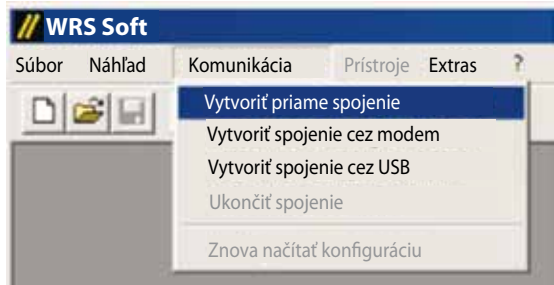 WRS Soft
Súbor Náhľad Komunikácia Prístroje Extras ?
Vytvoriť priame spojenie
Vytvoriť spojenie cez modem
Vytvoriť spojenie cez USB
Ukončiť spojenie
Znova načítať konfiguráciu